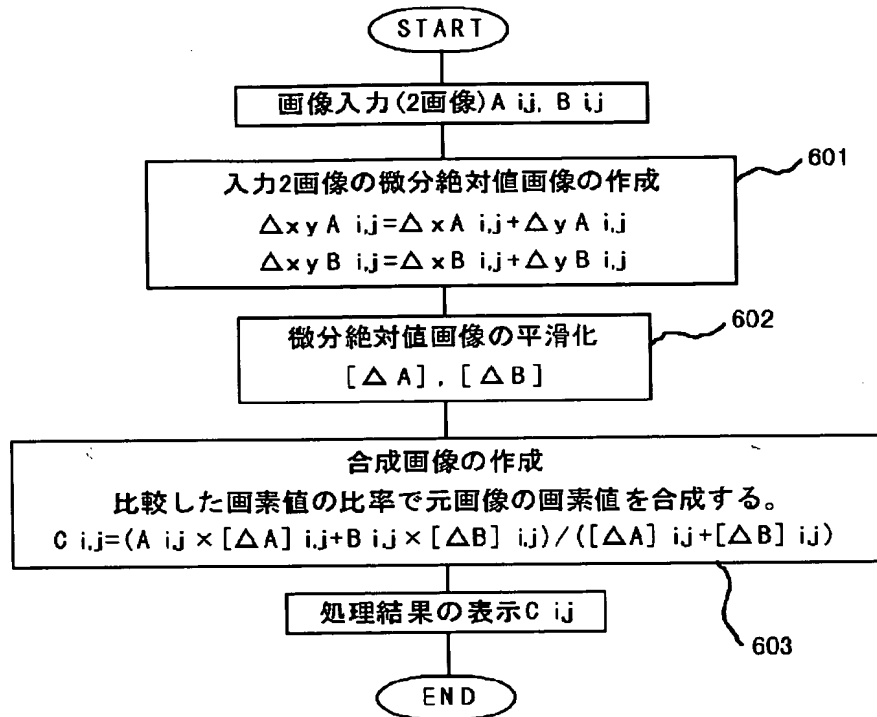 START
画像入力(2画像)A i,j, B i,j
601
入力2画像の微分絶対値画像の作成
△xyA i,j=△xA i,j+△yA i,j
△xyB i,j=△xB i,j+△yB i,j
602
微分絶対値画像の平滑化
[△A],[△B]
合成画像の作成
比較した画素値の比率で元画像の画素値を合成する。
C i,j=(A i,j×[△A] i,j+B i,j×[△B] i,j)/([△A] i,j+[△B] i,j)
処理結果の表示C i,j
603
END